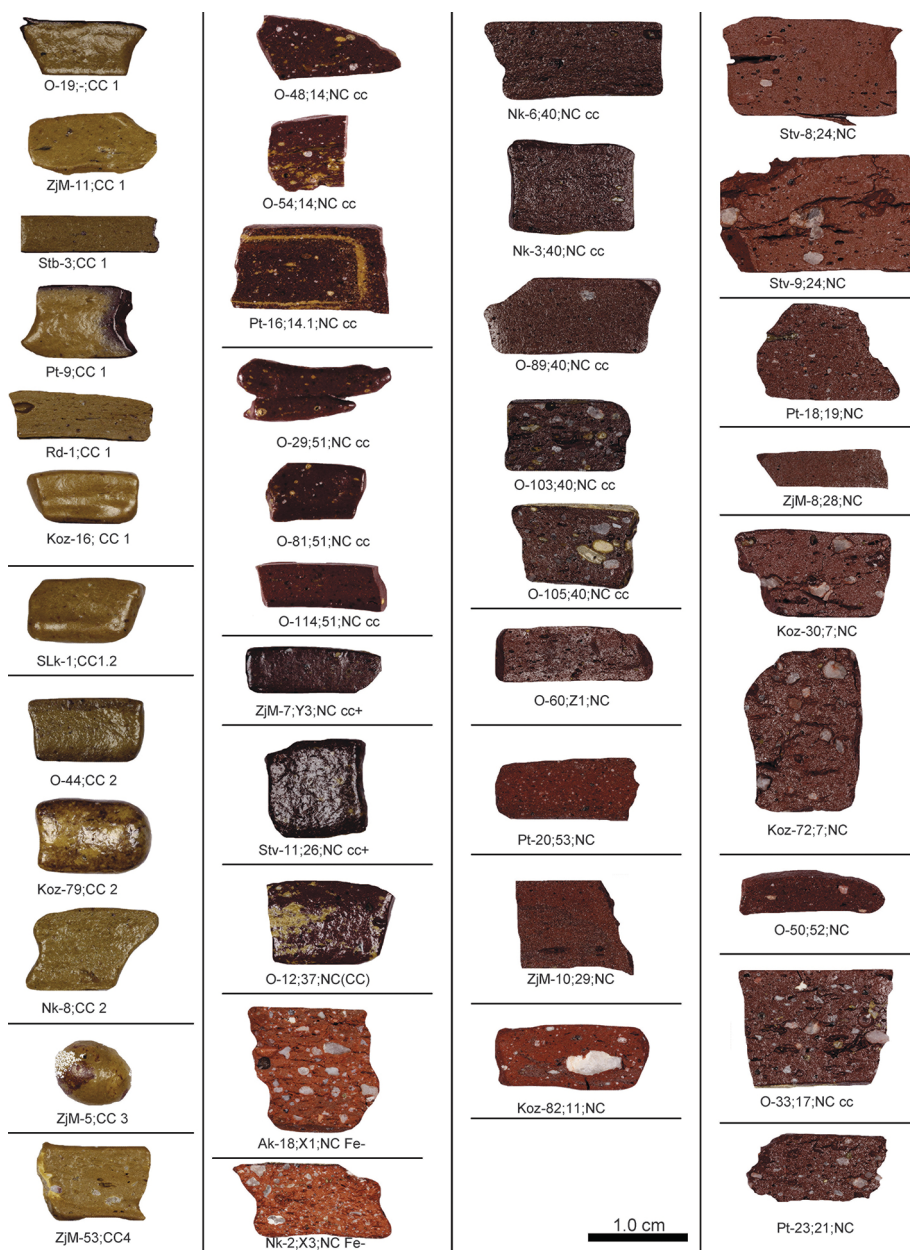 O-19;-;CC 1
ZjM-11;CC 1
Stb-3;CC 1
Pt-9;CC 1
Rd-1;CC 1
Koz-16; CC 1
SLk-1;CC1.2
O-44;CC 2
Koz-79;CC 2
Nk-8;CC 2
ZjM-5;CC 3
ZjM-53;CC4
O-48;14;NC cc
O-54;14;NC cc
Pt-16;14.1;NC cc
O-29;51;NC cc
O-81;51;NC cc
O-114;51;NC cc
ZjM-7;Y3;NC cc+
Stv-11;26;NC cc+
O-12;37;NC(CC)
Ak-18;X1;NC Fe-
Nk-2;X3;NC Fe-
Nk-6;40;NC cc
Nk-3;40;NC cc
O-89;40;NC cc
O-103;40;NC cc
O-105;40;NC cc
O-60;Z1;NC
Pt-20;53;NC
ZjM-10;29;NC
Koz-82;11;NC
1.0 cm
Stv-8;24;NC
Stv-9;24;NC
Pt-18;19;NC
ZjM-8;28;NC
Koz-30;7;NC
Koz-72;7;NC
O-50;52;NC
O-33;17;NC cc
Pt-23;21;NC